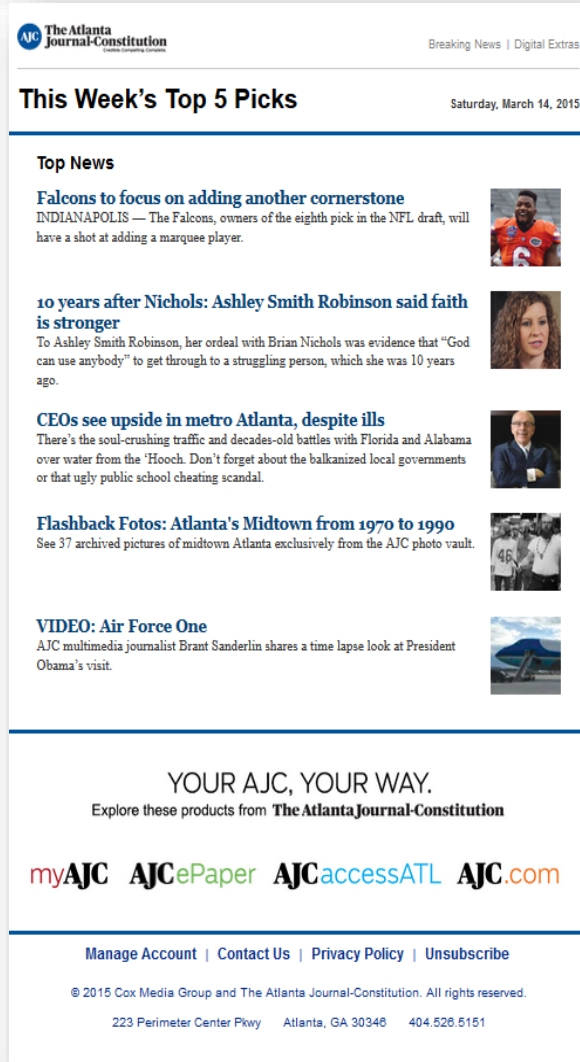 AJC The Atlanta
Journal-Constitution
Credible. Compelling. Complete.
Breaking News | Digital Extras
This Week's Top 5 Picks
Saturday, March 14, 2015
Top News
Falcons to focus on adding another cornerstone
INDIANAPOLIS — The Falcons, owners of the eighth pick in the NFL draft, will
have a shot at adding a marquee player.
10 years after Nichols: Ashley Smith Robinson said faith
is stronger
To Ashley Smith Robinson, her ordeal with Brian Nichols was evidence that “God
can use anybody” to get through to a struggling person, which she was 10 years
ago.
CEOs see upside in metro Atlanta, despite ills
There’s the soul-crushing traffic and decades-old battles with Florida and Alabama
over water from the ‘Hooch. Don’t forget about the balkanized local governments
or that ugly public school cheating scandal.
Flashback Fotos: Atlanta's Midtown from 1970 to 1990
See 37 archived pictures of midtown Atlanta exclusively from the AJC photo vault.
46
VIDEO: Air Force One
AJC multimedia journalist Brant Sanderlin shares a time lapse look at President
Obama’s visit.
YOUR AJC, YOUR WAY.
Explore these products from The Atlanta Journal-Constitution
myAJC AJCePaper AJCaccessATL AJC.com
Manage Account | Contact Us | Privacy Policy | Unsubscribe
© 2015 Cox Media Group and The Atlanta Journal-Constitution. All rights reserved.
223 Perimeter Center Pkwy Atlanta, GA 30346 404.526.5151